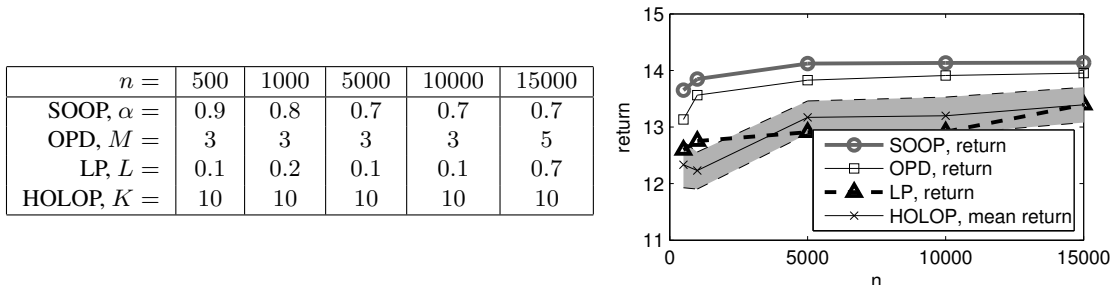 n = 500 1000 5000 10000 15000
SOOP, α = 0.9 0.8 0.7 0.7 0.7
OPD, M = 3 3 3 3 5
LP, L = 0.1 0.2 0.1 0.1 0.7
HOLOP, K = 10 10 10 10 10
15
14
13
12
11
return
SOOP, return
OPD, return
LP, return
HOLOP, mean return
0 5000 10000 15000
n